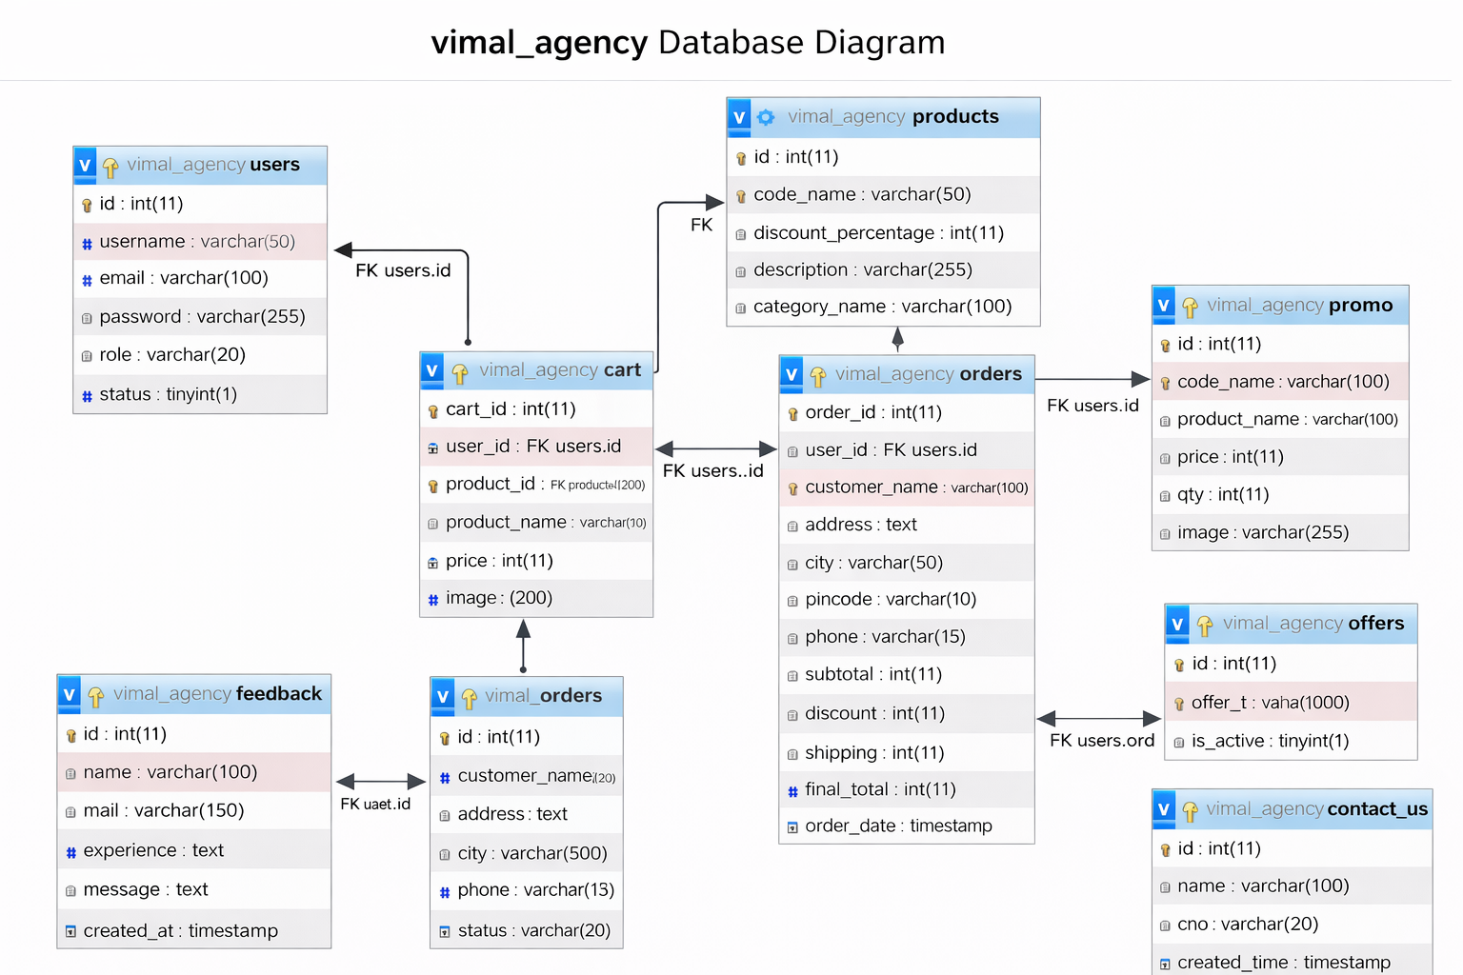 vimal_agency Database Diagram
vimal_agency users
id : int(11)
username : varchar(50)
email : varchar(100)
password : varchar(255)
role : varchar(20)
status : tinyint(1)
FK users.id
vimal_agency products
id : int(11)
code_name : varchar(50)
discount_percentage : int(11)
description : varchar(255)
category_name : varchar(100)
FK
vimal_agency cart
cart_id : int(11)
user_id : FK users.id
product_id :
product_name : varchar(10)
price : int(11)
image : (200)
FK users..id
vimal_agency orders
order_id : int(11)
user_id : FK users.id
customer_name : varchar(100)
address : text
city : varchar(50)
pincode : varchar(10)
phone : varchar(15)
subtotal : int(11)
discount : int(11)
shipping : int(11)
final_total : int(11)
order_date : timestamp
FK users.id
vimal_agency promo
id : int(11)
code_name : varchar(100)
product_name : varchar(100)
price : int(11)
qty : int(11)
image : varchar(255)
FK users.ord
vimal_agency offers
id : int(11)
offer_t : vaha(1000)
is_active : tinyint(1)
vimal_agency feedback
id : int(11)
name : varchar(100)
mail : varchar(150)
experience : text
message : text
created_at : timestamp
FK uaet.id
vimal_orders
id : int(11)
customer_name (20)
address : text
city : varchar(500)
phone : varchar(13)
status : varchar(20)
vimal_agency contact_us
id : int(11)
name : varchar(100)
cno : varchar(20)
created_time : timestamp